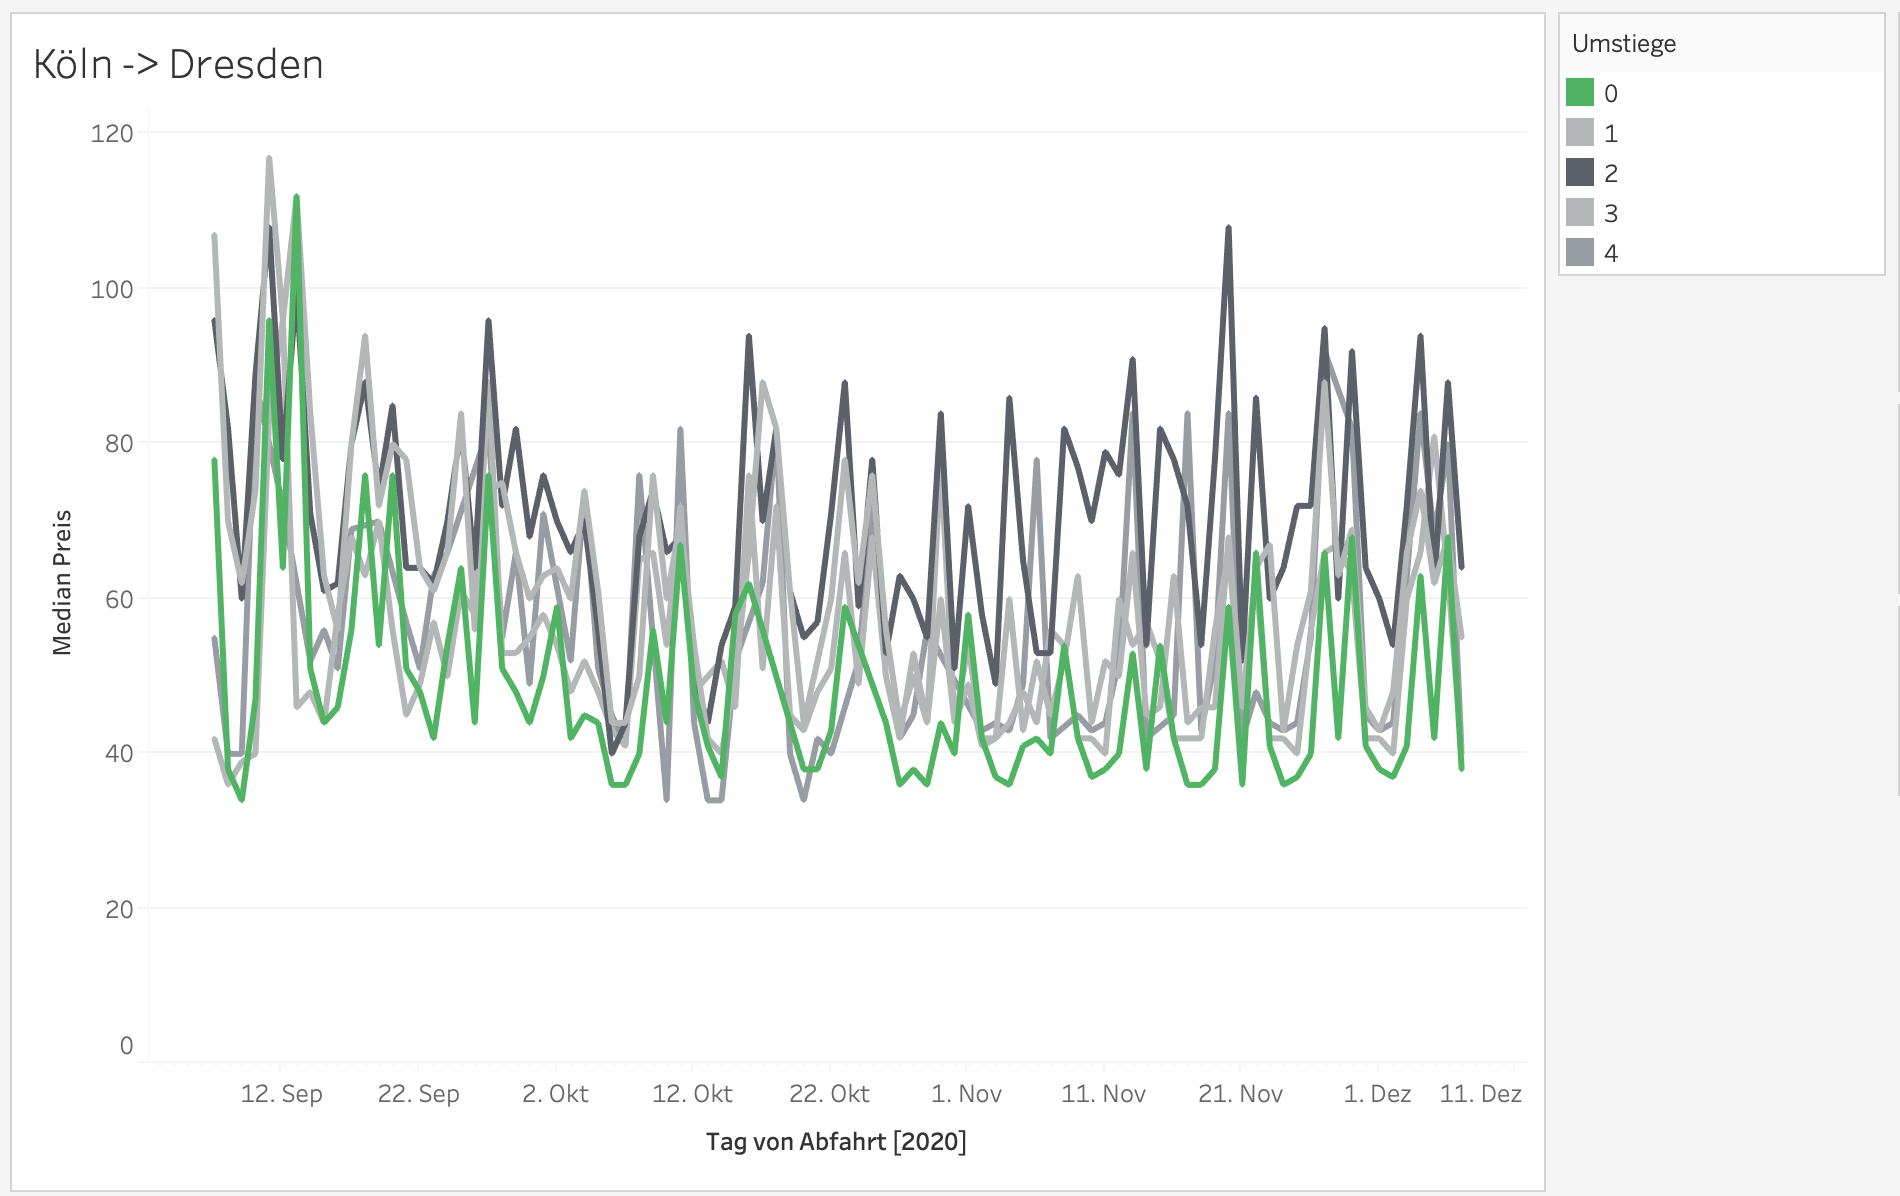 Köln -> Dresden
Umstiege
0
1
2
3
4
120
100
80
60
40
20
0
Median Preis
12. Sep
22. Sep
2. Okt
12. Okt
22. Okt
1. Nov
11. Nov
21. Nov
1. Dez
11. Dez
Tag von Abfahrt [2020]